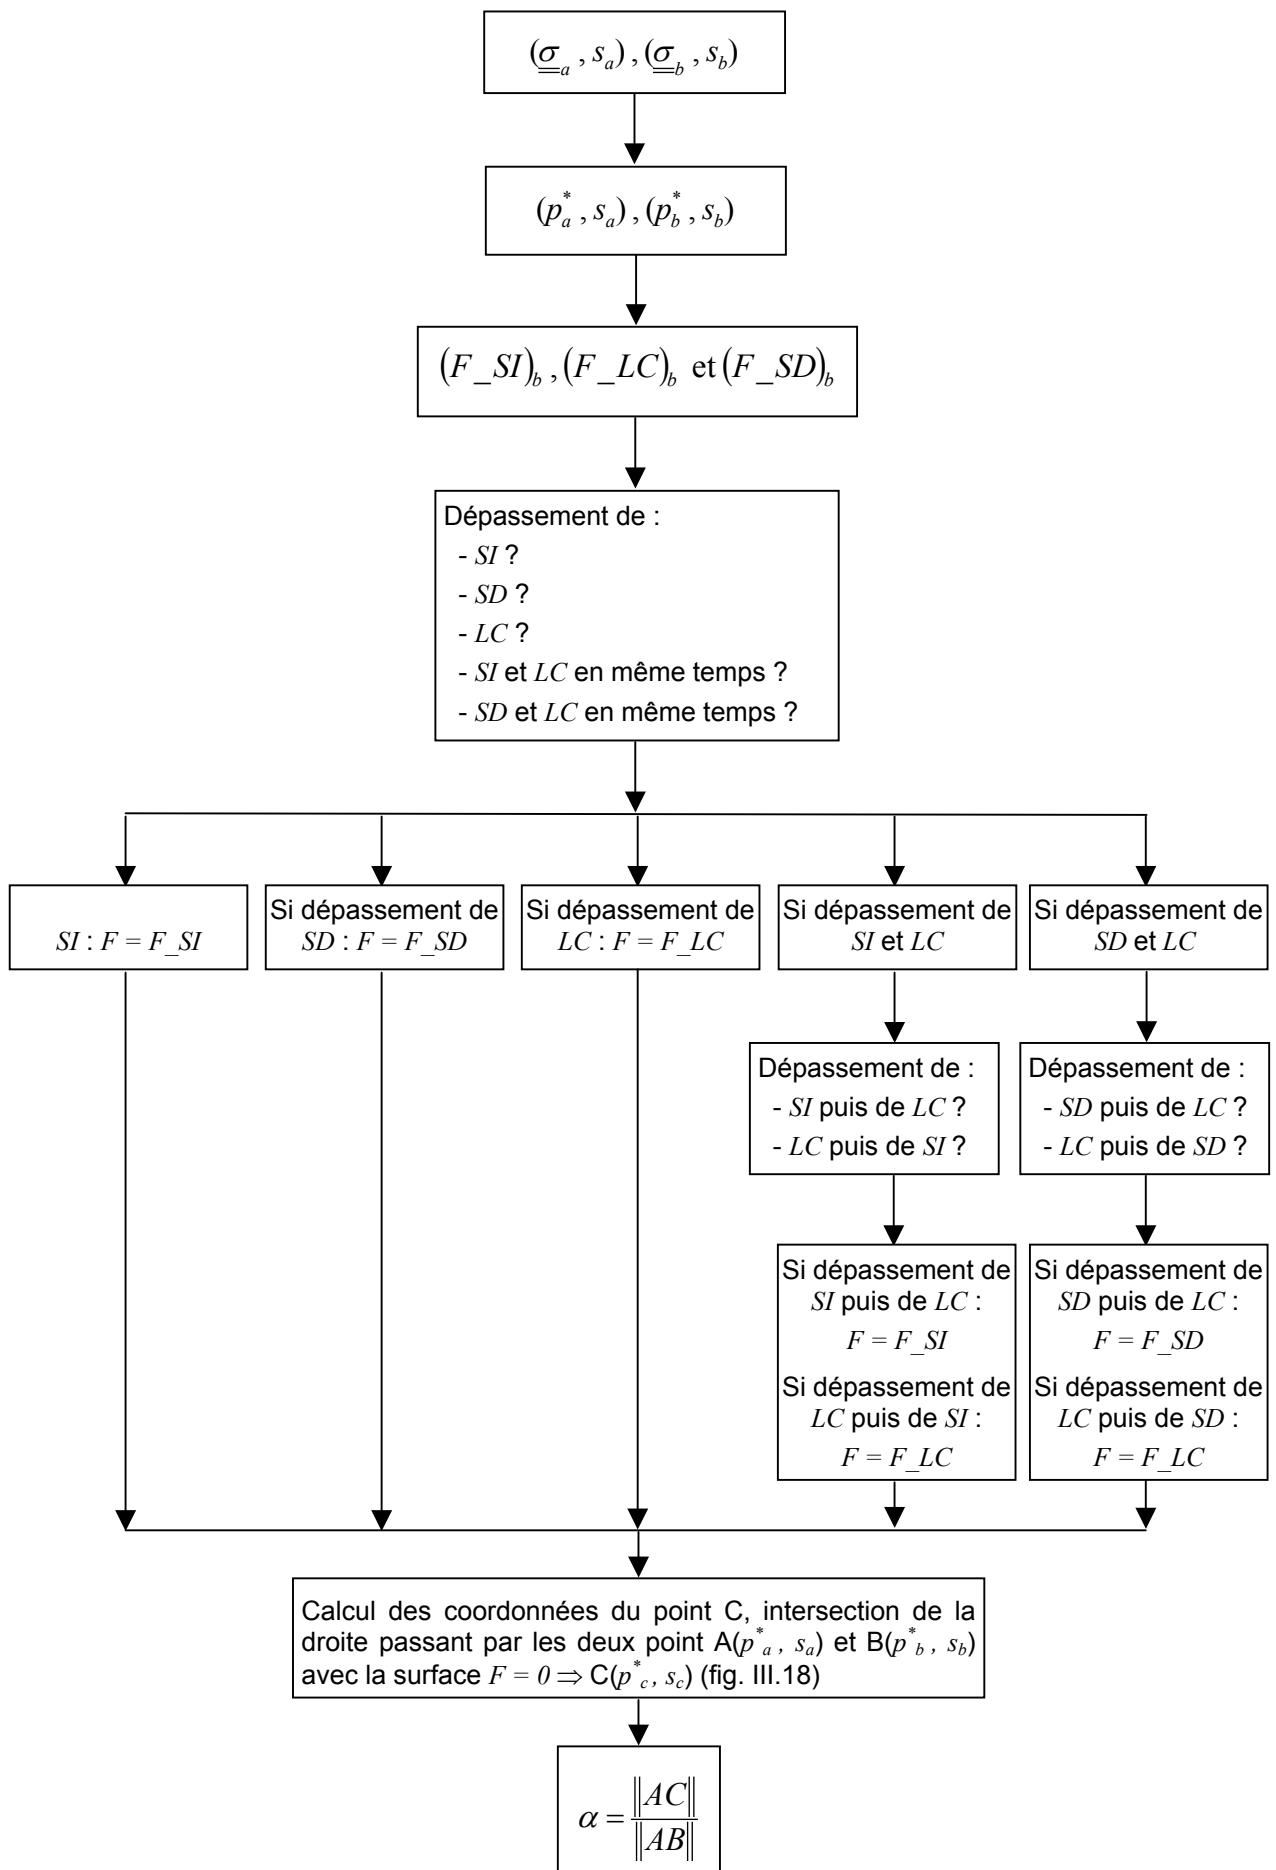 (σ_a , s_a) , (σ_b , s_b)
(p*_a , s_a) , (p*_b , s_b)
(F_SI)_b , (F_LC)_b et (F_SD)_b
Dépassement de :
- SI ?
- SD ?
- LC ?
- SI et LC en même temps ?
- SD et LC en même temps ?
SI : F = F_SI
Si dépassement de
SD : F = F_SD
Si dépassement de
LC : F = F_LC
Si dépassement de
SI et LC
Si dépassement de
SD et LC
Dépassement de :
- SI puis de LC ?
- LC puis de SI ?
Dépassement de :
- SD puis de LC ?
- LC puis de SD ?
Si dépassement de
SI puis de LC :
F = F_SI
Si dépassement de
LC puis de SI :
F = F_LC
Si dépassement de
SD puis de LC :
F = F_SD
Si dépassement de
LC puis de SD :
F = F_LC
Calcul des coordonnées du point C, intersection de la
droite passant par les deux point A(p*_a , s_a) et B(p*_b , s_b)
avec la surface F = 0 ⇒ C(p*_c , s_c) (fig. III.18)
α = ‖AC‖ / ‖AB‖